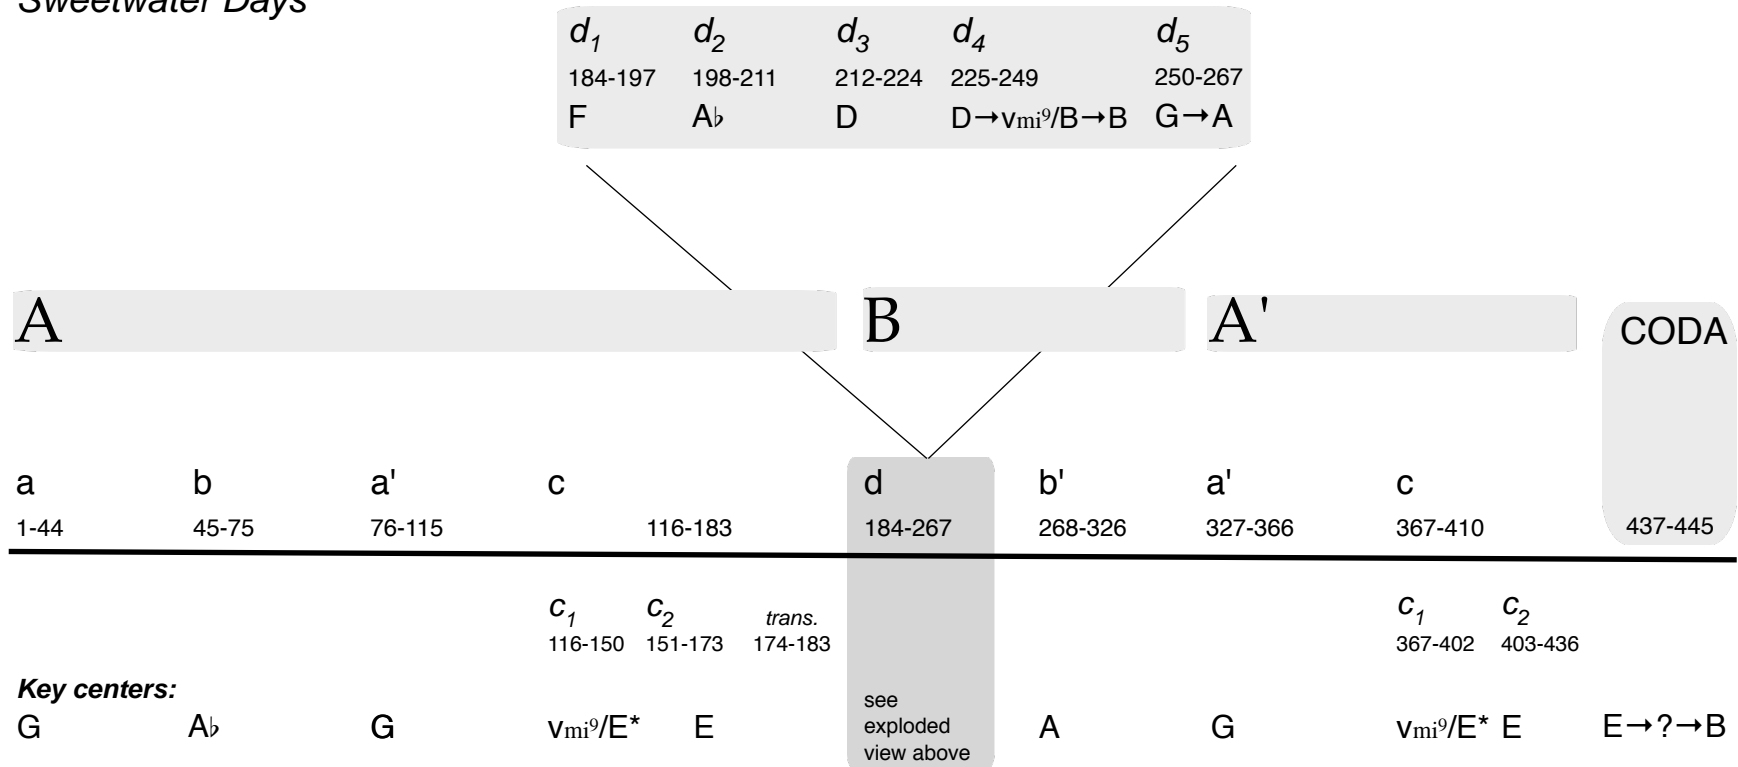 Sweetwater Days
d1 d2 d3 d4 d5
184-197 198-211 212-224 225-249 250-267
F A♭ D D→vmi⁹/B→B G→A
A B A' CODA
a b a' c d b' a' c
1-44 45-75 76-115 116-183 184-267 268-326 327-366 367-410 437-445
c1 c2 trans. c1 c2
116-150 151-173 174-183 367-402 403-436
Key centers:
see
exploded
view above
G A♭ G vmi⁹/E* E A G vmi⁹/E* E E→?→B